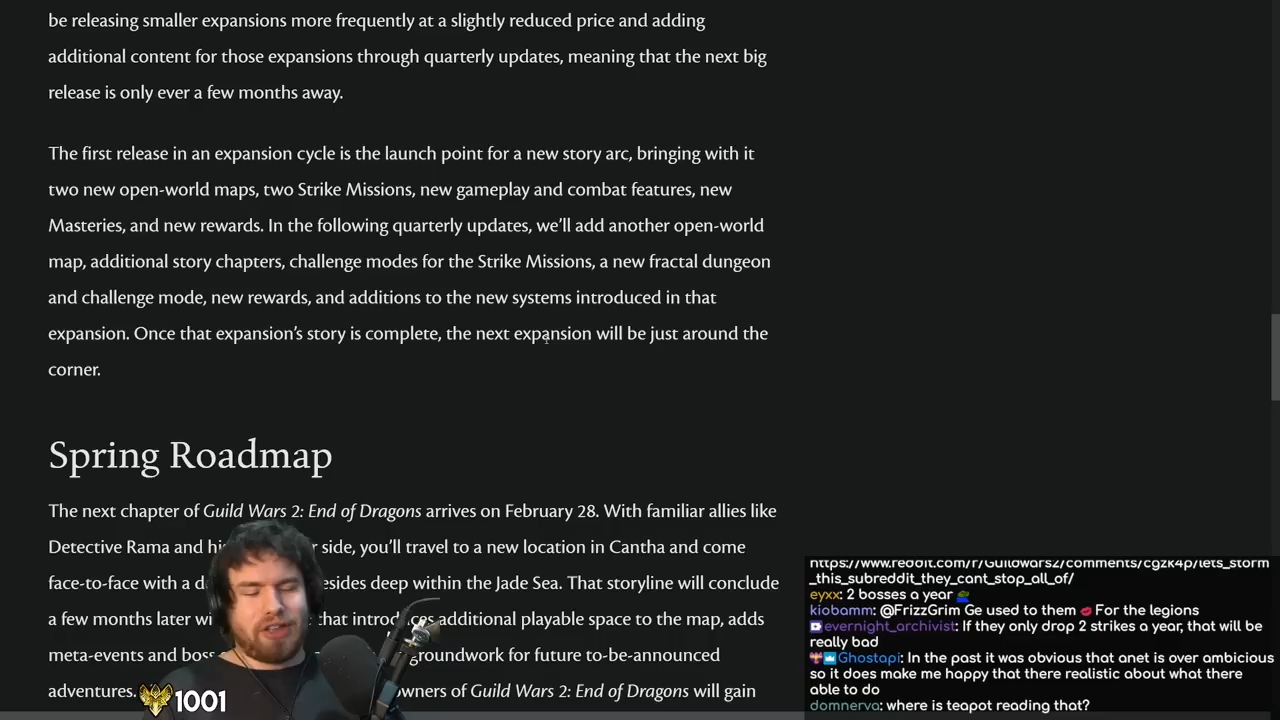 be releasing smaller expansions more frequently at a slightly reduced price and adding
additional content for those expansions through quarterly updates, meaning that the next big
release is only ever a few months away.
The first release in an expansion cycle is the launch point for a new story arc, bringing with it
two new open-world maps, two Strike Missions, new gameplay and combat features, new
Masteries, and new rewards. In the following quarterly updates, we'll add another open-world
map, additional story chapters, challenge modes for the Strike Missions, a new fractal dungeon
and challenge mode, new rewards, and additions to the new systems introduced in that
expansion. Once that expansion's story is complete, the next expansion will be just around the
corner.
Spring Roadmap
The next chapter of Guild Wars 2: End of Dragons arrives on February 28. With familiar allies like
Detective Rama and side, you'll travel to a new location in Cantha and come
face-to-face with a esides deep within the Jade Sea. That storyline will conclude
a few months later that introduces additional playable space to the map, adds
meta-events and boss groundwork for future to-be-announced
adventures. owners of Guild Wars 2: End of Dragons will gain
1001
https://www.reddit.com/r/Guildwars2/comments/cgzk4p/lets_storm
_this_subreddit_they_cant_stop_all_of/
eyxx: 2 bosses a year
kiobamm: @FrizzGrim Ge used to them For the legions
evernight_archivist: If they only drop 2 strikes a year, that will be
really bad
Ghostapi: In the past it was obvious that anet is over ambicious
so it does make me happy that there realistic about what there
able to do
domnerva: where is teapot reading that?